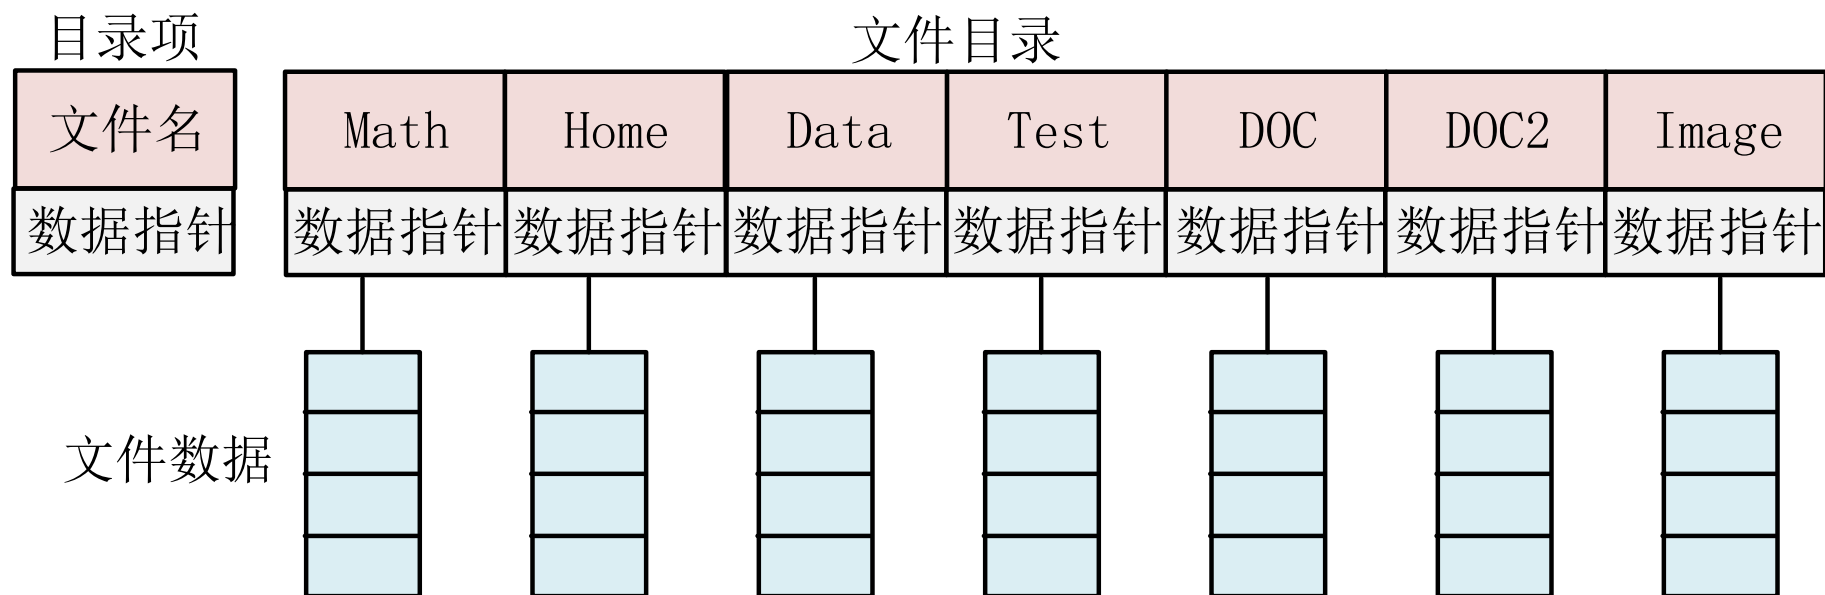 目录项 文件目录
文件名 Math Home Data Test DOC DOC2 Image
数据指针 数据指针 数据指针 数据指针 数据指针 数据指针 数据指针 数据指针
文件数据